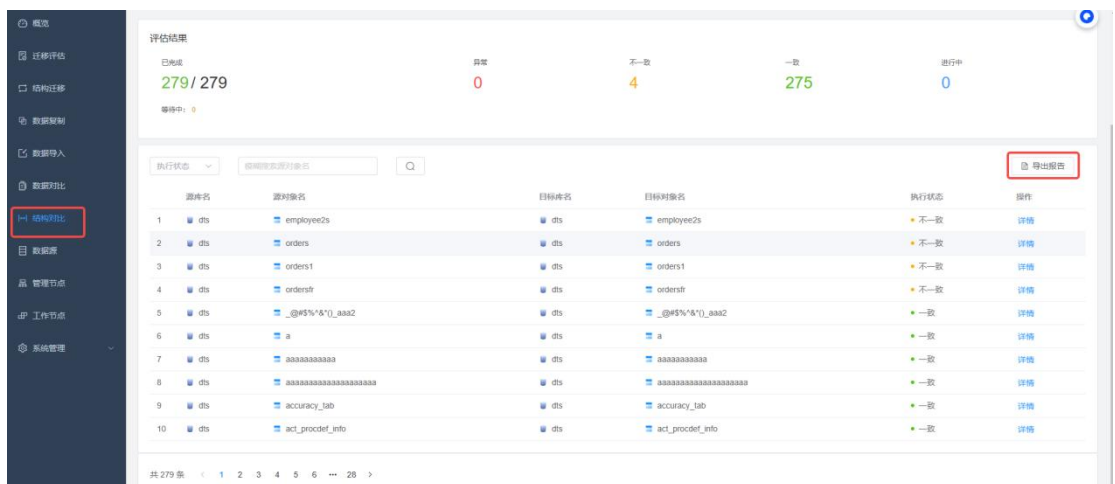 概览
迁移评估
结构迁移
数据复制
数据导入
数据对比
结构对比
数据源
管理节点
工作节点
系统管理
评估结果
已完成 异常 不一致 一致 进行中
279 / 279 0 4 275 0
等待中: 0
执行状态 模糊搜索源对象名 导出报告
源库名 源对象名 目标库名 目标对象名 执行状态 操作
1 dts employee2s dts employee2s 不一致 详情
2 dts orders dts orders 不一致 详情
3 dts orders1 dts orders1 不一致 详情
4 dts ordersfr dts ordersfr 不一致 详情
5 dts _@#$%^&*()_aaa2 dts _@#$%^&*()_aaa2 一致 详情
6 dts a dts a 一致 详情
7 dts aaaaaaaaaaa dts aaaaaaaaaaa 一致 详情
8 dts aaaaaaaaaaaaaaaaaaaa dts aaaaaaaaaaaaaaaaaaaa 一致 详情
9 dts accuracy_tab dts accuracy_tab 一致 详情
10 dts act_procdef_info dts act_procdef_info 一致 详情
共 279 条 < 1 2 3 4 5 6 ··· 28 >